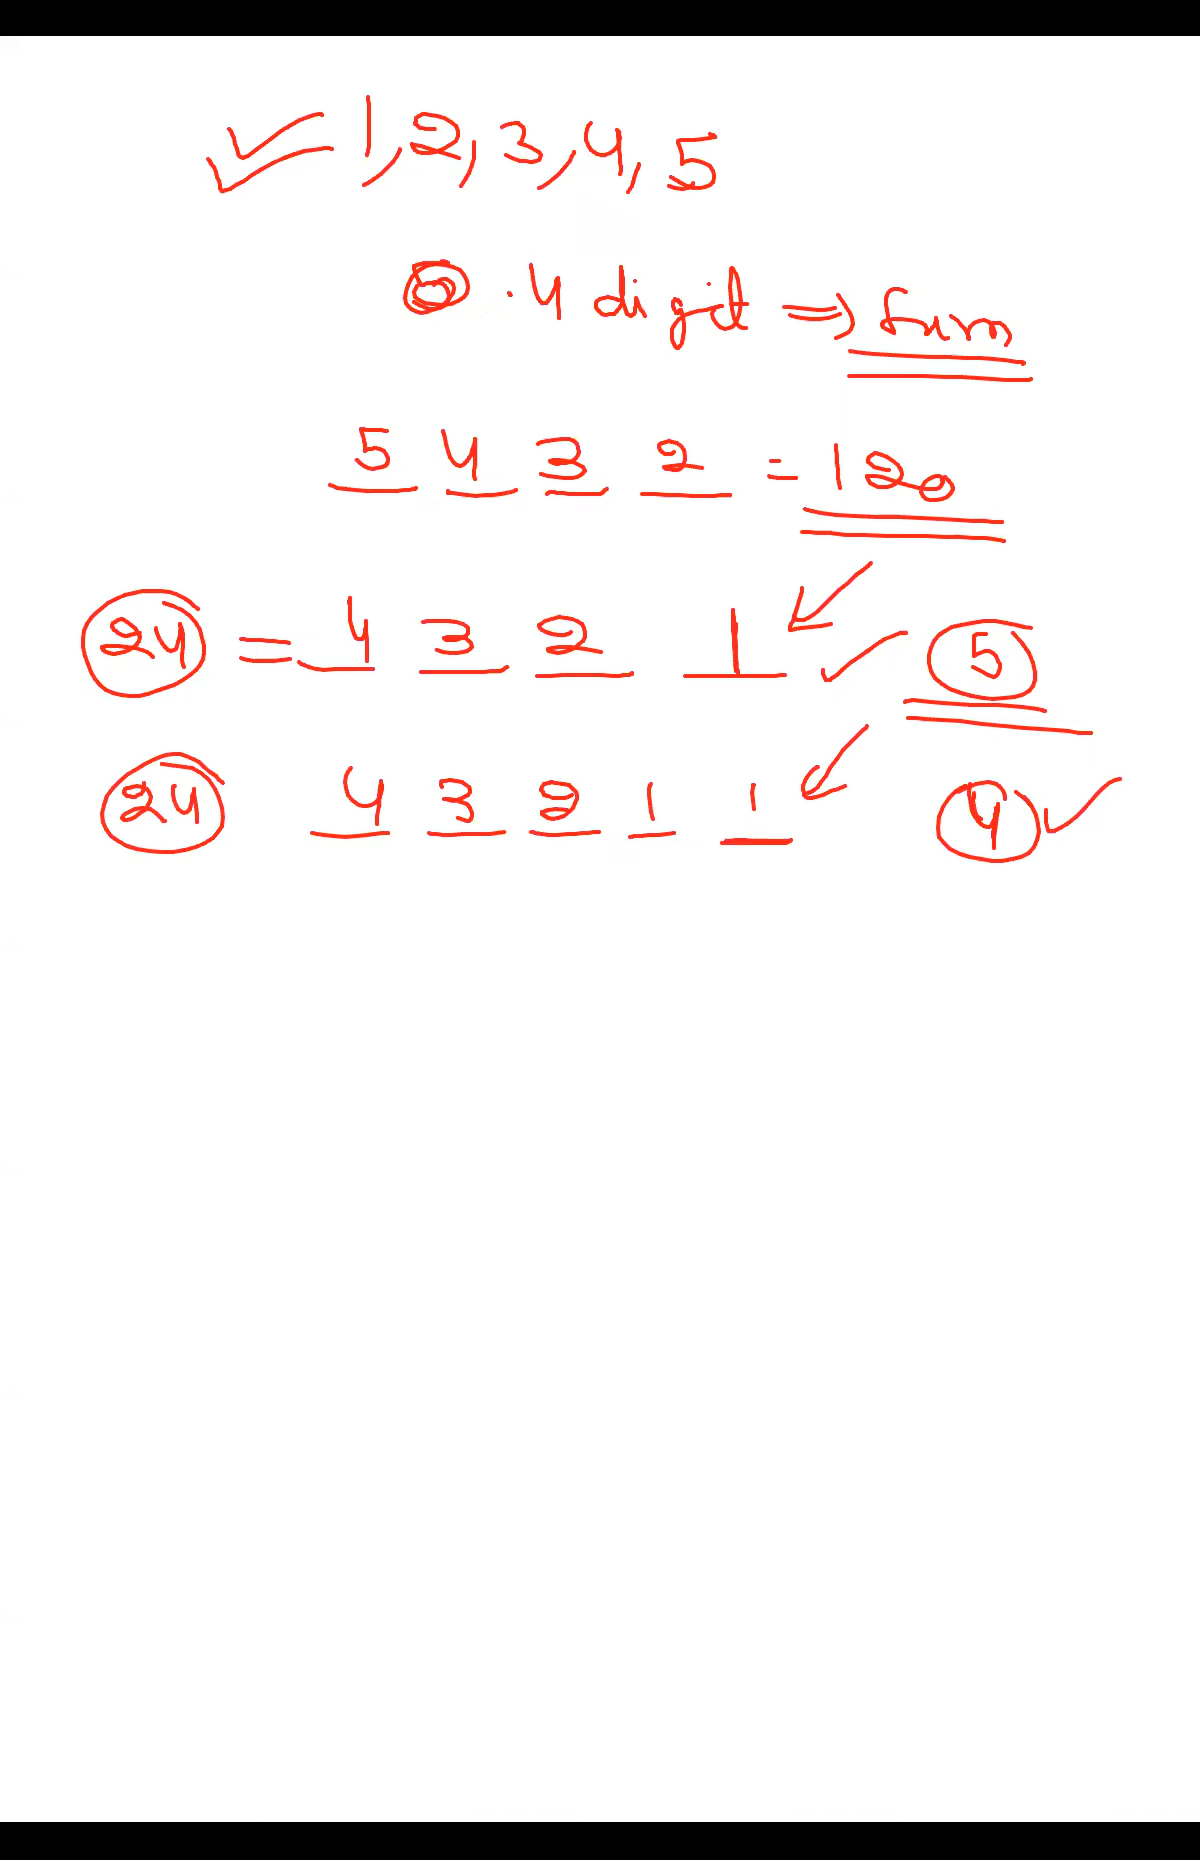 1, 2, 3, 4, 5
4 digit ⇒ sum
5 4 3 2 = 120
24 = 4 3 2 1 5
24 4 3 2 1 1 4